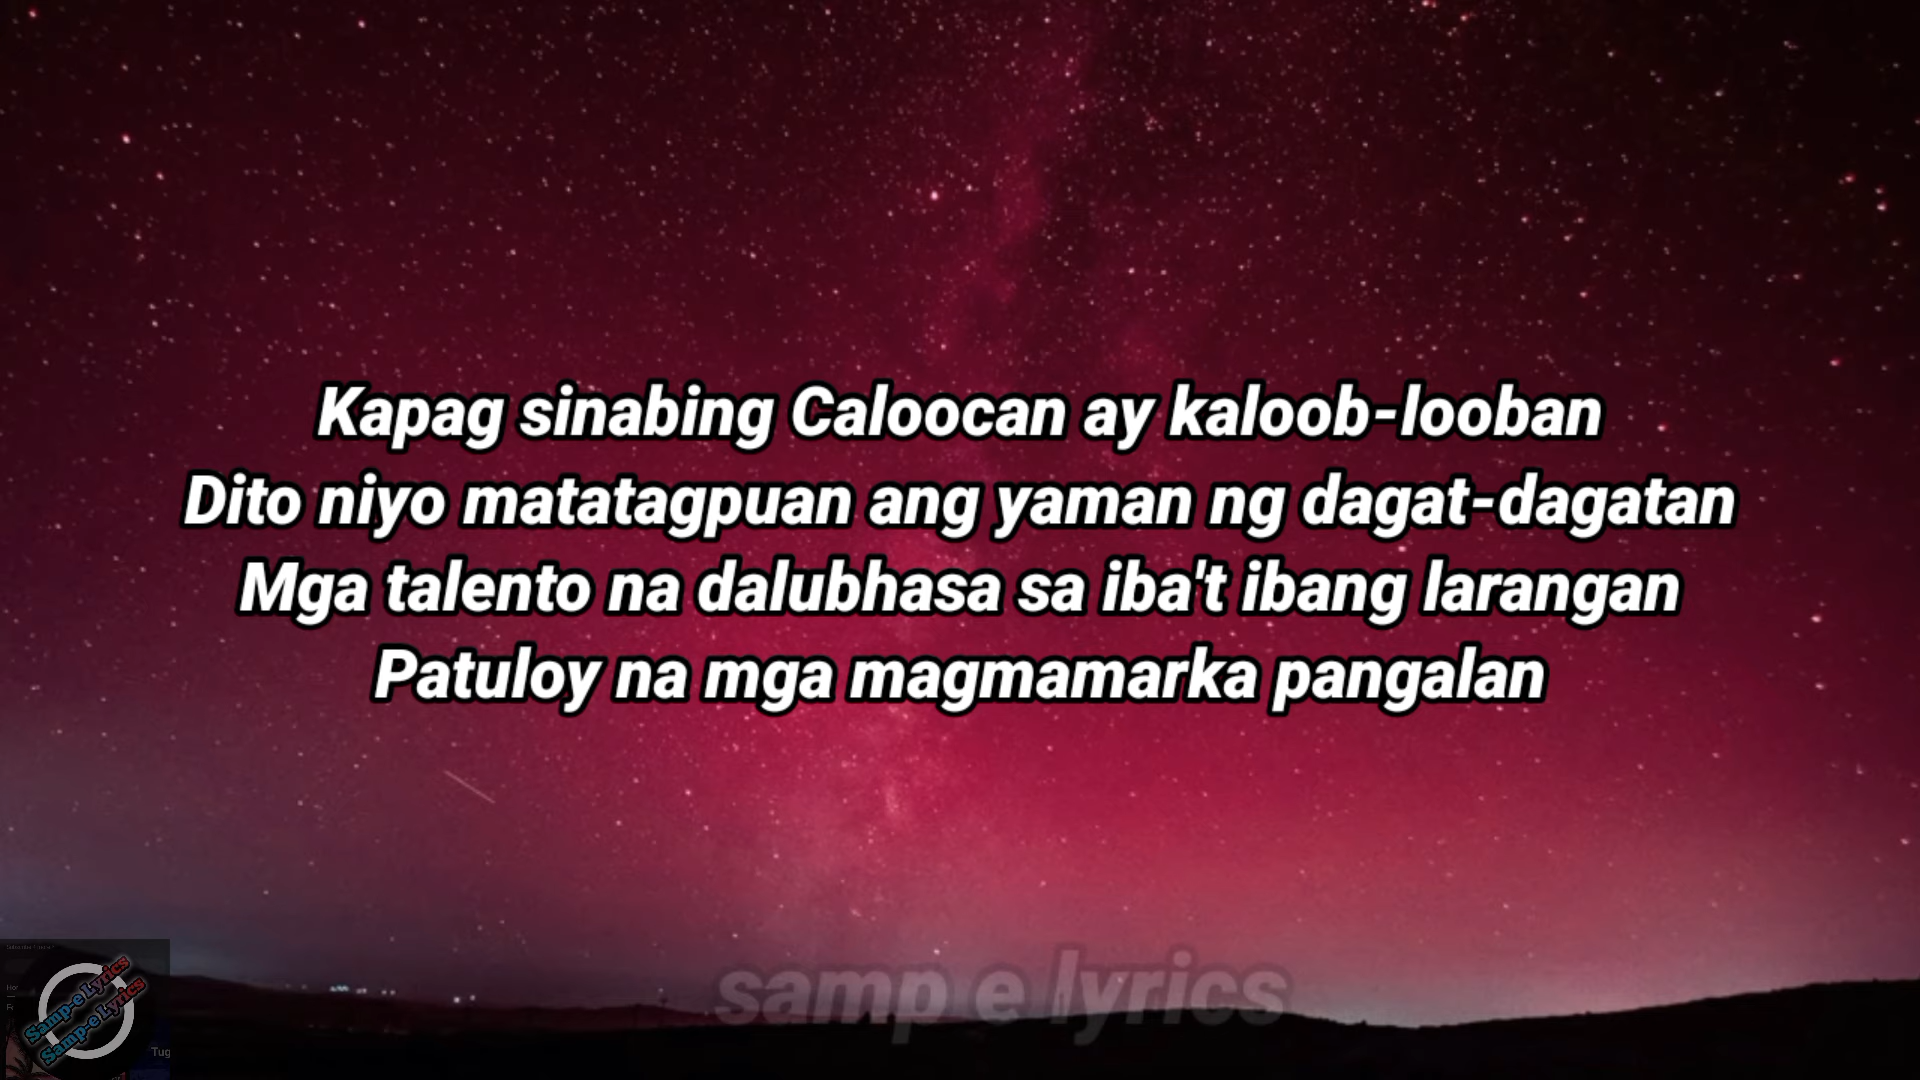 Kapag sinabing Caloocan ay kaloob-looban
Dito niyo matatagpuan ang yaman ng dagat-dagatan
Mga talento na dalubhasa sa iba't ibang larangan
Patuloy na mga magmamarka pangalan
samp e lyrics
Samp-e Lyrics
Samp-e Lyrics
Tug